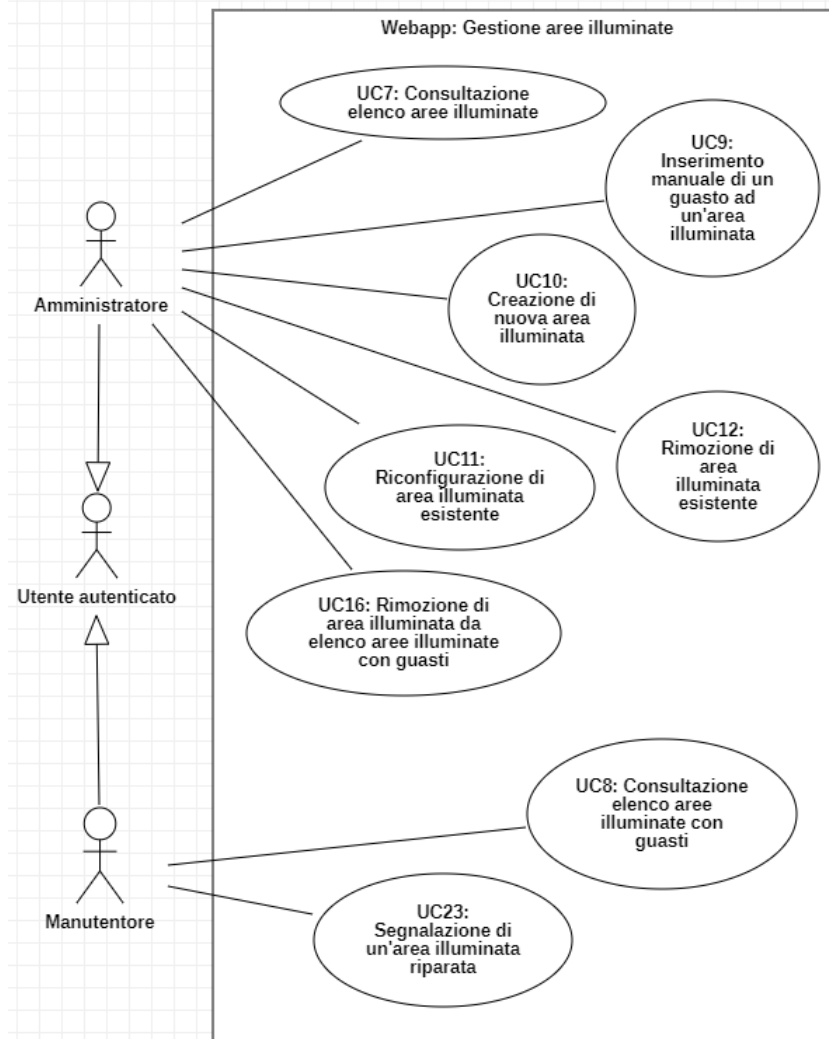 Webapp: Gestione aree illuminate
UC7: Consultazione
elenco aree illuminate
UC9:
Inserimento
manuale di un
guasto ad
un'area
illuminata
Amministratore
UC10:
Creazione di
nuova area
illuminata
UC12:
Rimozione di
area
illuminata
esistente
UC11:
Riconfigurazione di
area illuminata
esistente
Utente autenticato
UC16: Rimozione di
area illuminata da
elenco aree illuminate
con guasti
UC8: Consultazione
elenco aree
illuminate con
guasti
Manutentore
UC23:
Segnalazione di
un'area illuminata
riparata